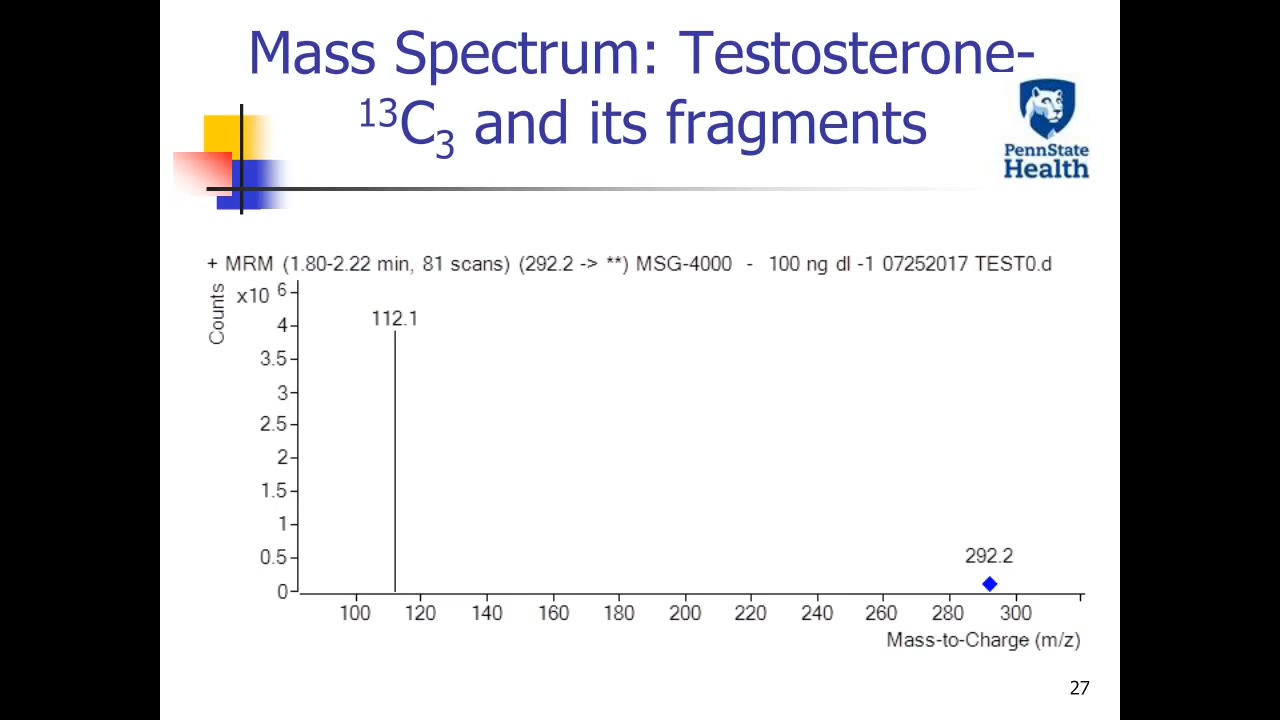 Mass Spectrum: Testosterone-
¹³C₃ and its fragments
PennState
Health
+ MRM (1.80-2.22 min, 81 scans) (292.2 -> **) MSG-4000 - 100 ng dl -1 07252017 TEST0.d
Counts
x10 6
4
3.5
3
2.5
2
1.5
1
0.5
0
112.1
292.2
100 120 140 160 180 200 220 240 260 280 300
Mass-to-Charge (m/z)
27